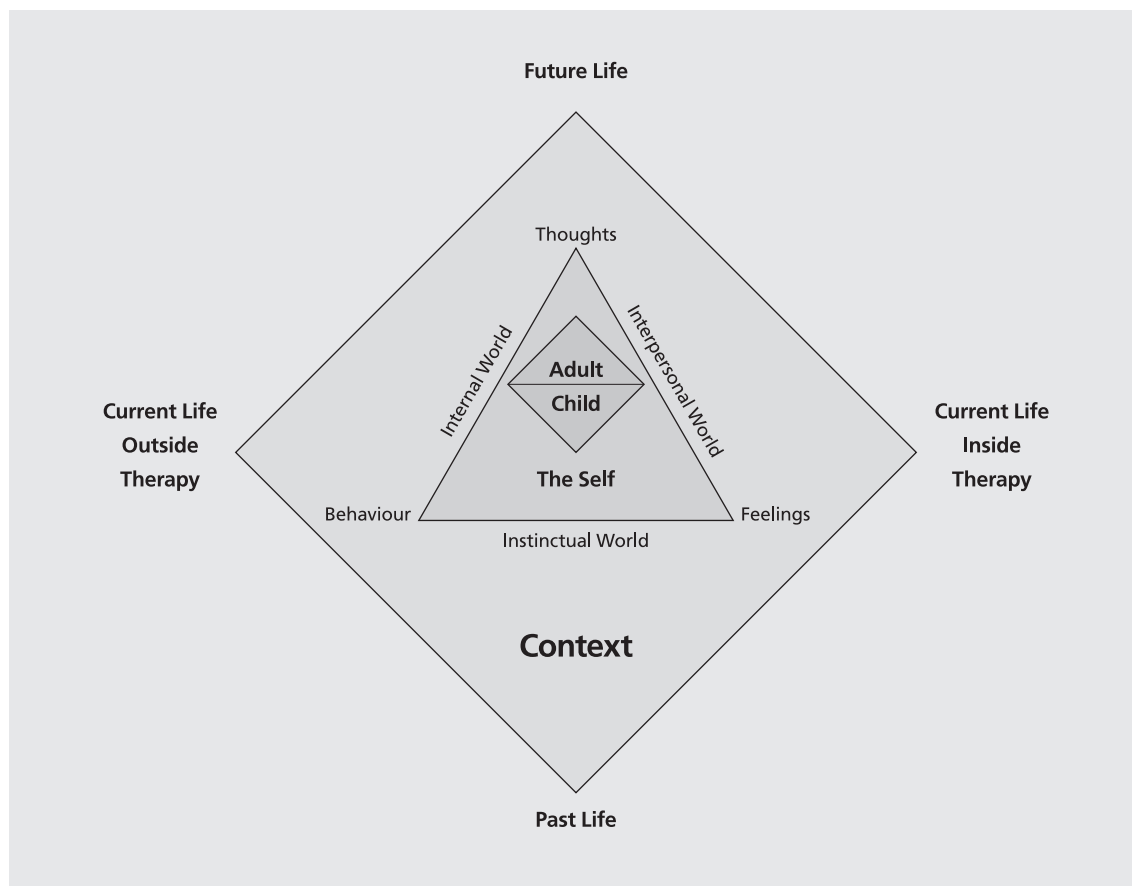 Future Life
Thoughts
Internal World
Interpersonal World
Adult
Child
Current Life
Outside
Therapy
Current Life
Inside
Therapy
The Self
Behaviour
Feelings
Instinctual World
Context
Past Life